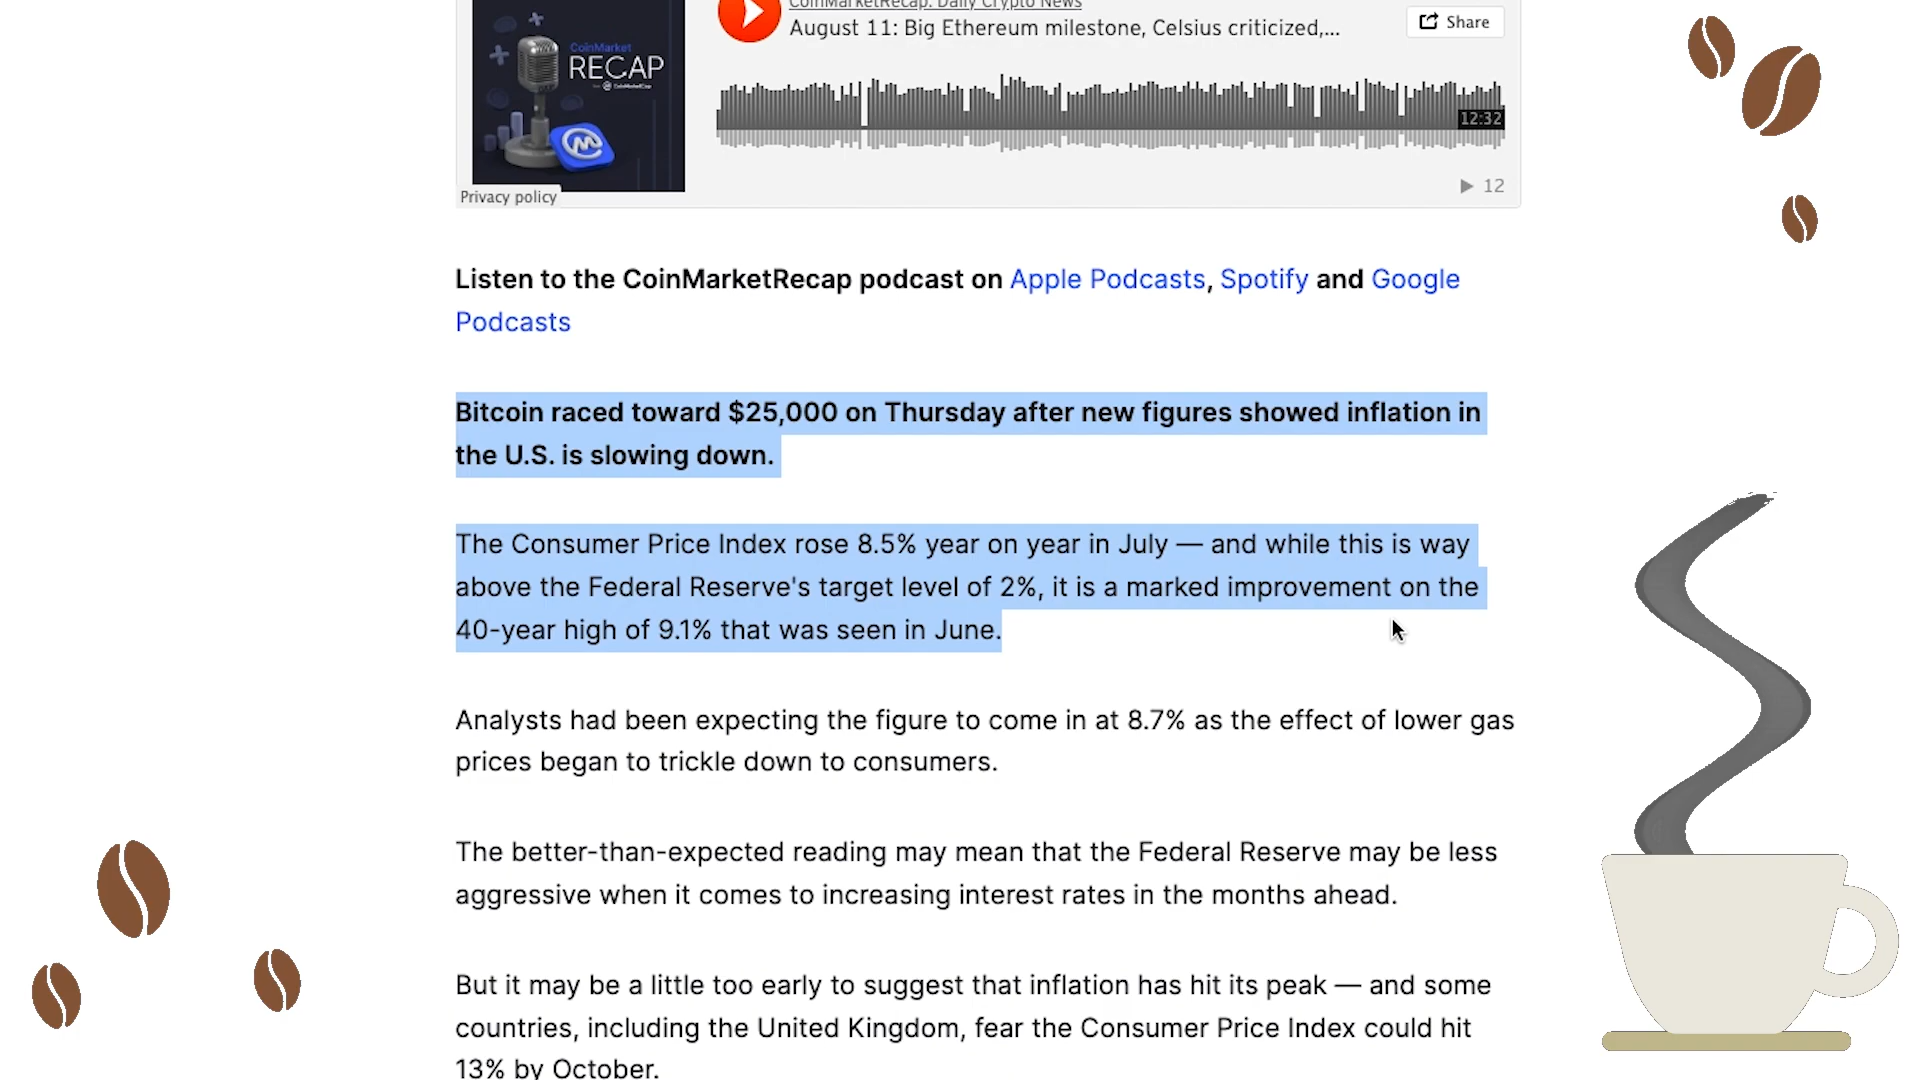 CoinMarketRecap: Daily Crypto News
August 11: Big Ethereum milestone, Celsius criticized,...
Share
CoinMarket
RECAP
CoinMarketCap
12:32
12
Privacy policy
Listen to the CoinMarketRecap podcast on Apple Podcasts, Spotify and Google
Podcasts
Bitcoin raced toward $25,000 on Thursday after new figures showed inflation in
the U.S. is slowing down.
The Consumer Price Index rose 8.5% year on year in July — and while this is way
above the Federal Reserve's target level of 2%, it is a marked improvement on the
40-year high of 9.1% that was seen in June.
Analysts had been expecting the figure to come in at 8.7% as the effect of lower gas
prices began to trickle down to consumers.
The better-than-expected reading may mean that the Federal Reserve may be less
aggressive when it comes to increasing interest rates in the months ahead.
But it may be a little too early to suggest that inflation has hit its peak — and some
countries, including the United Kingdom, fear the Consumer Price Index could hit
13% by October.